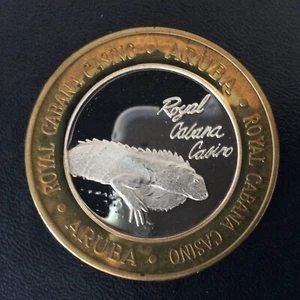 ROYAL CABANA CASINO • ARUBA • ROYAL CABANA CASINO • ARUBA •
Royal
Cabana
Casino